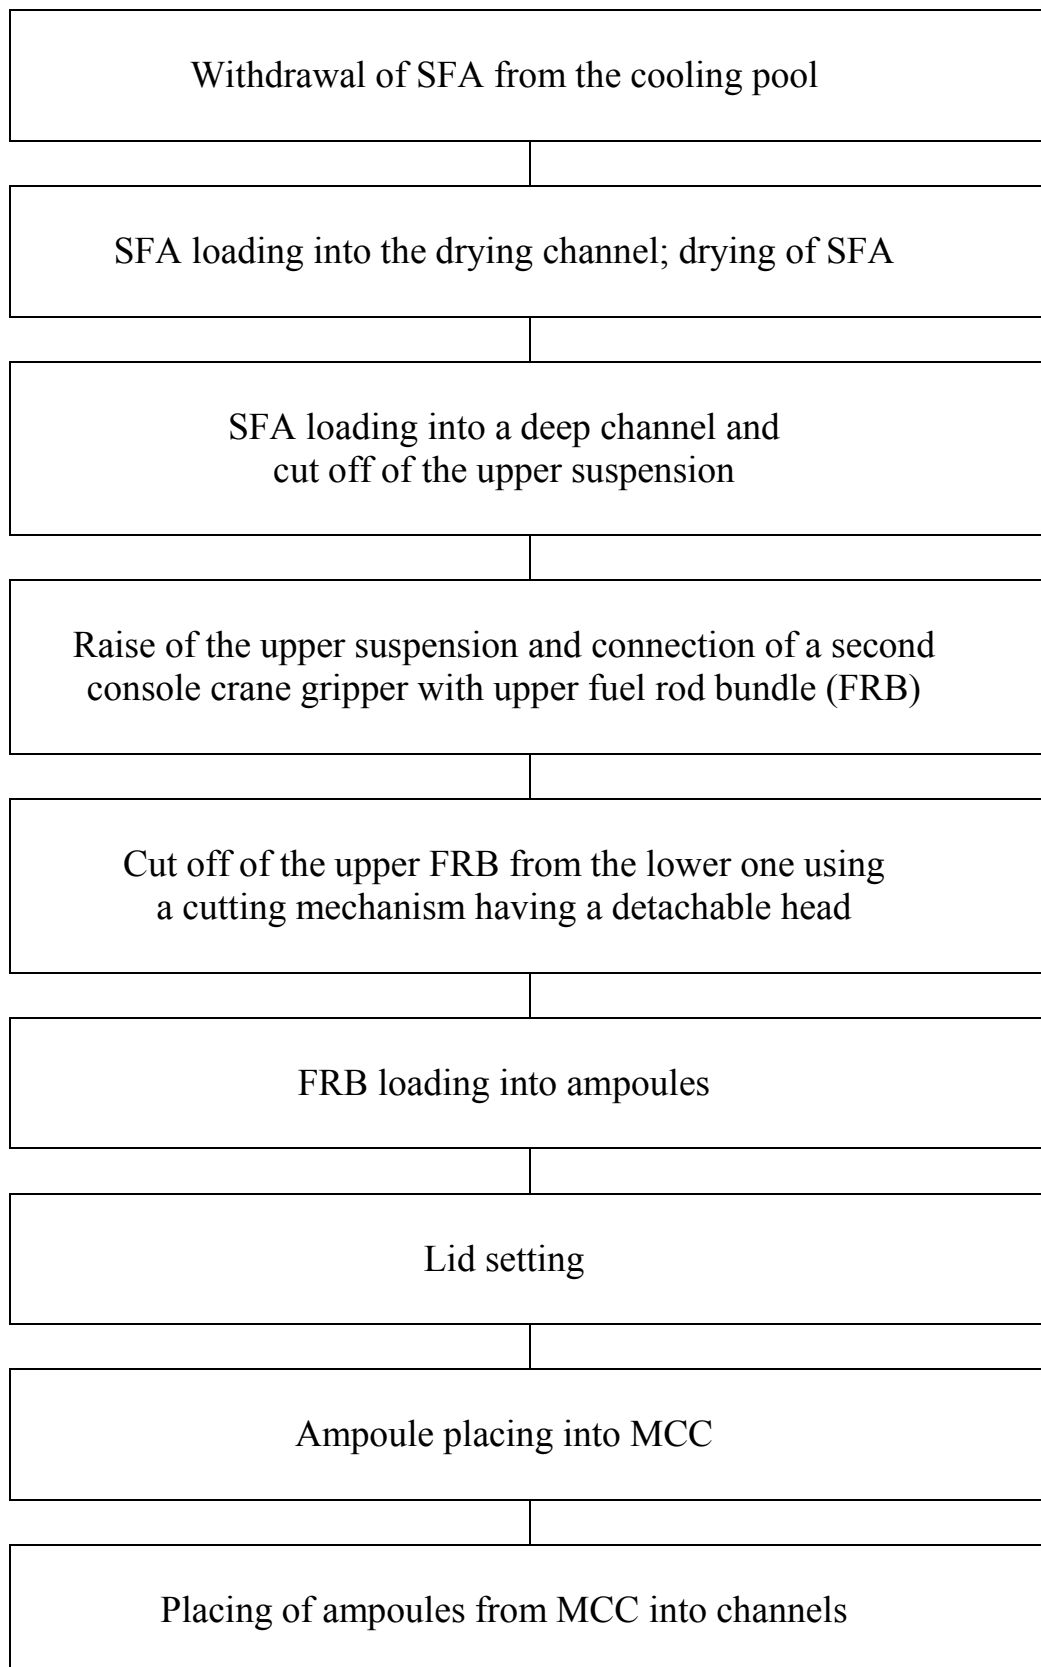 Withdrawal of SFA from the cooling pool
SFA loading into the drying channel; drying of SFA
SFA loading into a deep channel and
cut off of the upper suspension
Raise of the upper suspension and connection of a second
console crane gripper with upper fuel rod bundle (FRB)
Cut off of the upper FRB from the lower one using
a cutting mechanism having a detachable head
FRB loading into ampoules
Lid setting
Ampoule placing into MCC
Placing of ampoules from MCC into channels